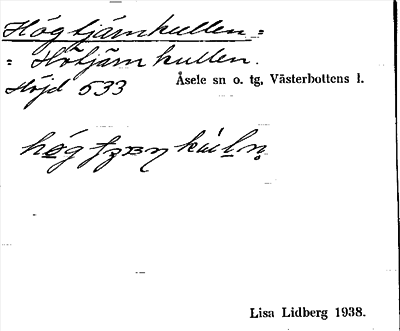 Högtjärnkullen =
= Hötjärn kullen.
Höjd 533
Åsele sn o. tg, Västerbottens l.
Lisa Lidberg 1938.